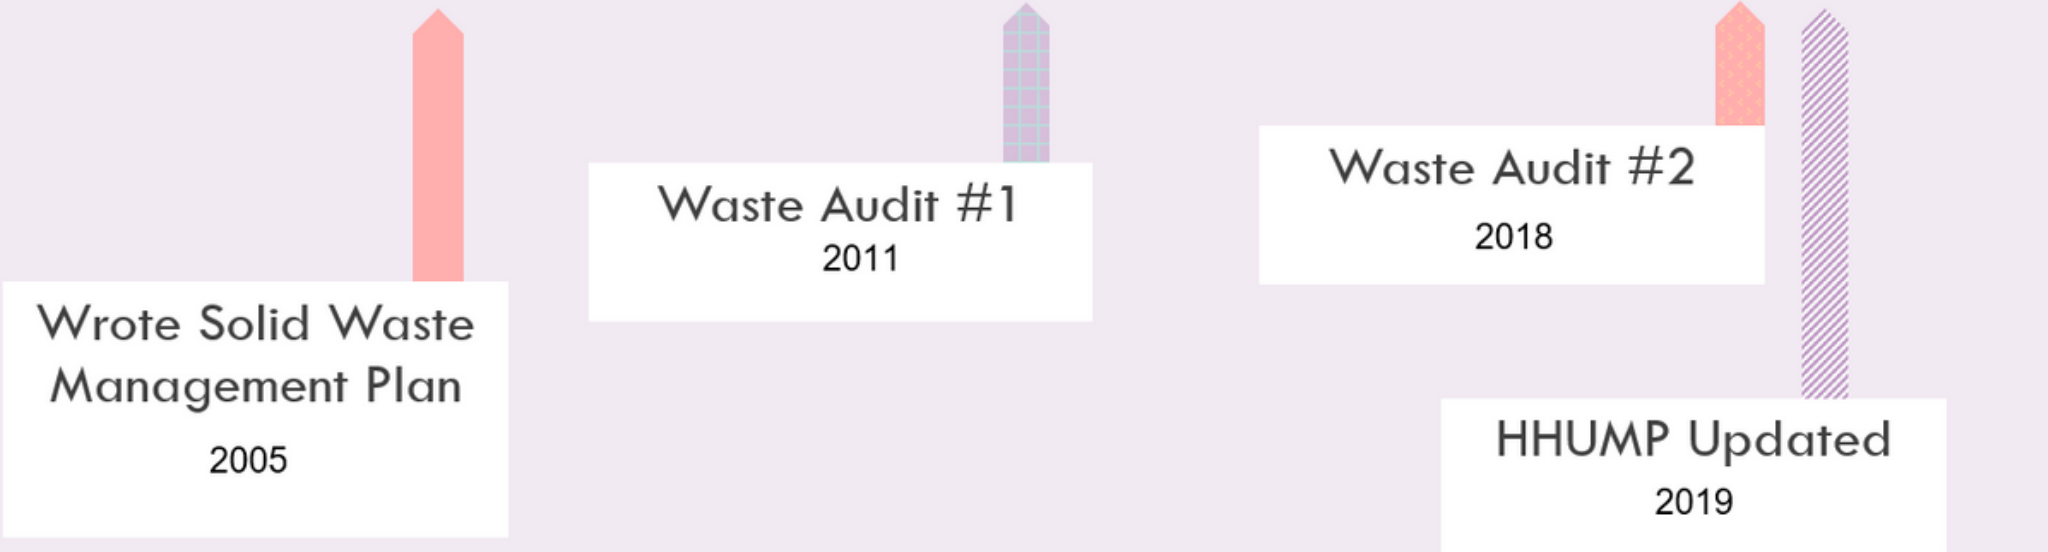 Wrote Solid Waste
Management Plan
2005
Waste Audit #1
2011
Waste Audit #2
2018
HHUMP Updated
2019